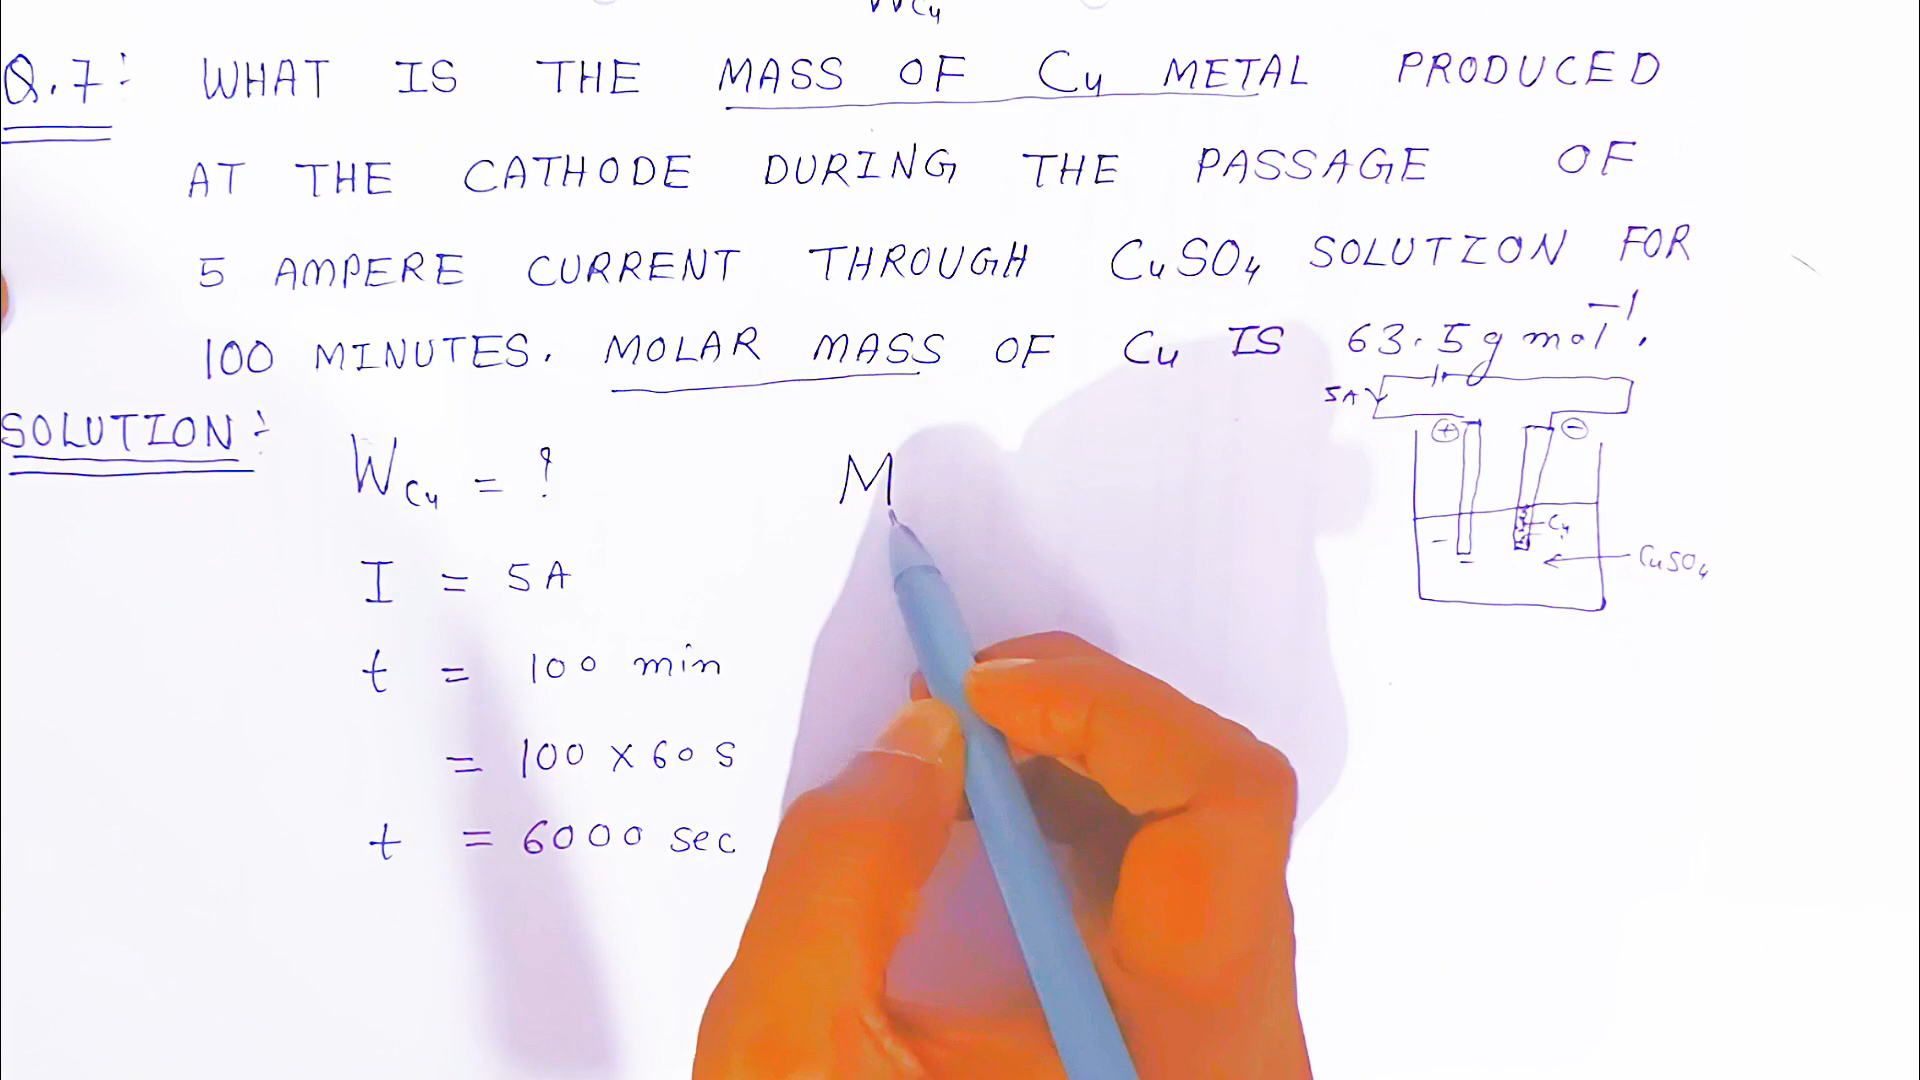 WCu
Q.7: WHAT IS THE MASS OF Cu METAL PRODUCED
AT THE CATHODE DURING THE PASSAGE OF
5 AMPERE CURRENT THROUGH CuSO₄ SOLUTION FOR
100 MINUTES. MOLAR MASS OF Cu IS 63.5 g mol⁻¹.
SOLUTION:
W Cu = ?
M
I = 5A
t = 100 min
= 100 x 60 s
t = 6000 sec
5A
+
-
Cu
CuSO₄